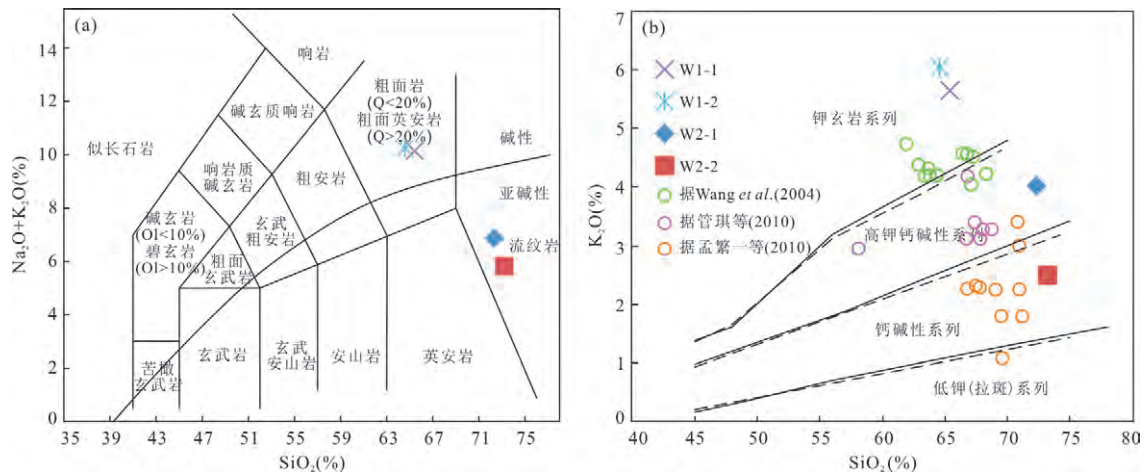 (a)
Na₂O+K₂O(%)
14
12
10
8
6
4
2
0
响岩
粗面岩
(Q<20%)
粗面英安岩
(Q>20%)
碱玄质响岩
碱性
似长石岩
响岩质
碱玄岩
粗安岩
亚碱性
碱玄岩
(Ol<10%)
碧玄岩
(Ol>10%)
玄武
粗安岩
流纹岩
粗面
玄武岩
苦橄
玄武岩
玄武岩
玄武
安山岩
安山岩
英安岩
35 39 43 47 51 55 59 63 67 71 75 79
SiO₂(%)
(b)
K₂O(%)
7
6
5
4
3
2
1
0
W1-1
W1-2
W2-1
W2-2
据Wang et al.(2004)
据管琪等(2010)
据孟繁一等(2010)
钾玄岩系列
高钾钙碱性系列
钙碱性系列
低钾(拉斑)系列
40 45 50 55 60 65 70 75 80
SiO₂(%)